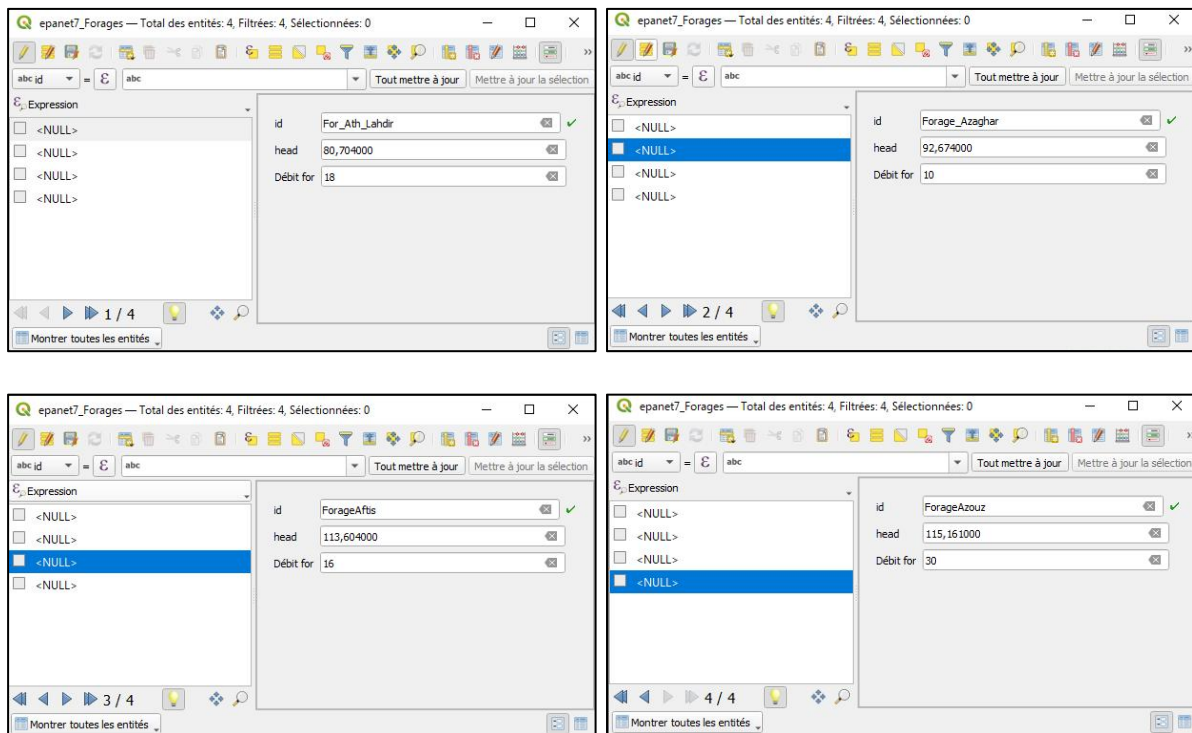 epanet7_Forages — Total des entités: 4, Filtrées: 4, Sélectionnées: 0
abc id = ε abc Tout mettre à jour Mettre à jour la sélection
Expression
<NULL>
<NULL>
<NULL>
<NULL>
id For_Ath_Lahdir
head 80,704000
Débit for 18
1 / 4
Montrer toutes les entités
epanet7_Forages — Total des entités: 4, Filtrées: 4, Sélectionnées: 0
abc id = ε abc Tout mettre à jour Mettre à jour la sélection
Expression
<NULL>
<NULL>
<NULL>
<NULL>
id Forage_Azaghar
head 92,674000
Débit for 10
2 / 4
Montrer toutes les entités
epanet7_Forages — Total des entités: 4, Filtrées: 4, Sélectionnées: 0
abc id = ε abc Tout mettre à jour Mettre à jour la sélection
Expression
<NULL>
<NULL>
<NULL>
<NULL>
id ForageAftis
head 113,604000
Débit for 16
3 / 4
Montrer toutes les entités
epanet7_Forages — Total des entités: 4, Filtrées: 4, Sélectionnées: 0
abc id = ε abc Tout mettre à jour Mettre à jour la sélection
Expression
<NULL>
<NULL>
<NULL>
<NULL>
id ForageAzouz
head 115,161000
Débit for 30
4 / 4
Montrer toutes les entités